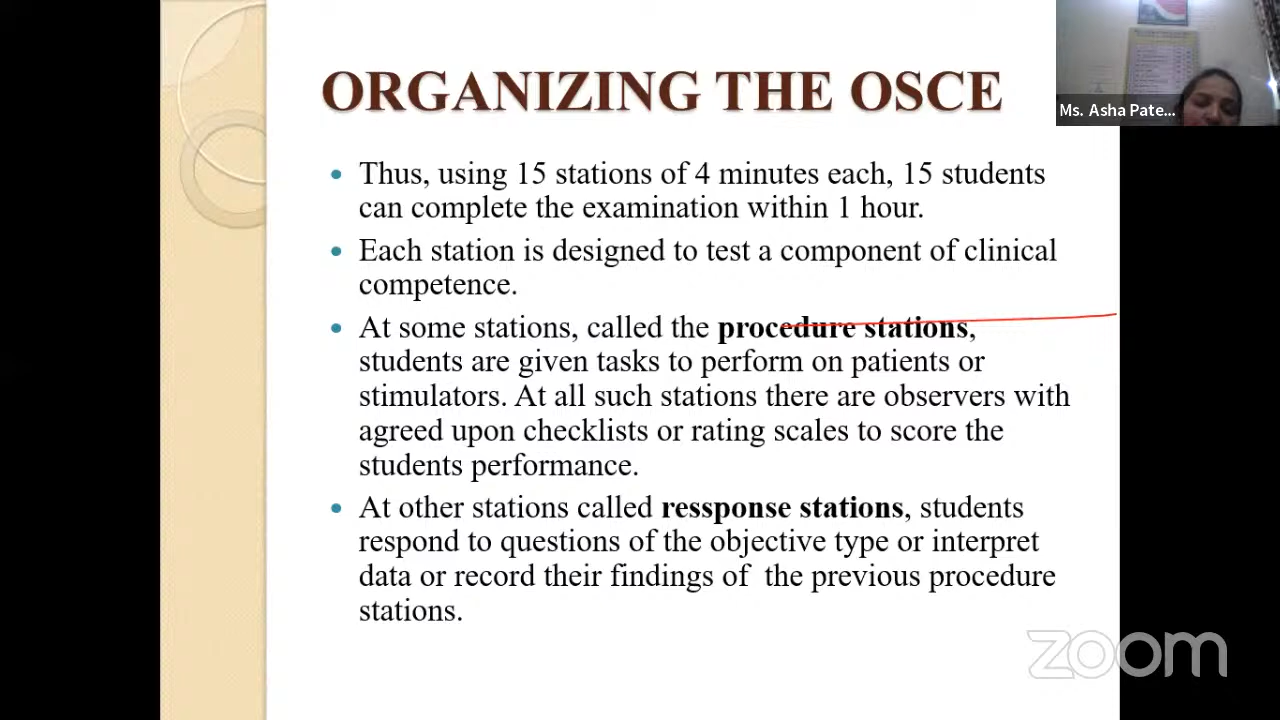 ORGANIZING THE OSCE
Ms. Asha Pate...
• Thus, using 15 stations of 4 minutes each, 15 students
can complete the examination within 1 hour.
• Each station is designed to test a component of clinical
competence.
• At some stations, called the procedure stations,
students are given tasks to perform on patients or
stimulators. At all such stations there are observers with
agreed upon checklists or rating scales to score the
students performance.
• At other stations called ressponse stations, students
respond to questions of the objective type or interpret
data or record their findings of the previous procedure
stations.
zoom